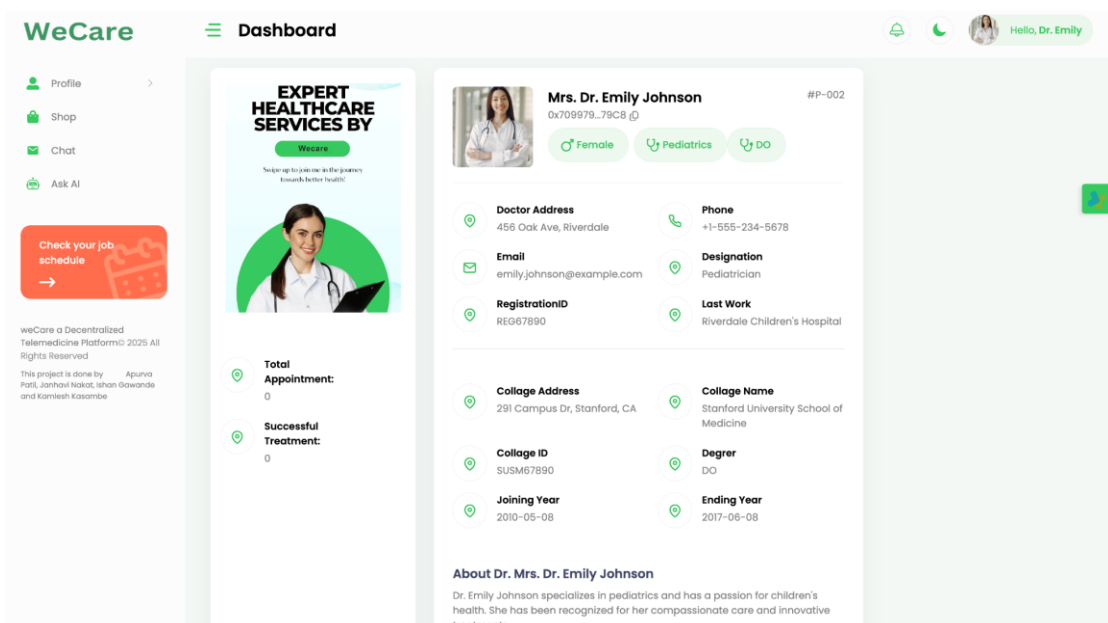 WeCare
Dashboard
Hello, Dr. Emily
Profile
Shop
Chat
Ask AI
Check your job
schedule
weCare a Decentralized
Telemedicine Platform© 2025 All
Rights Reserved
This project is done by Apurva
Patil, Janhavi Nakat, Ishan Gawande
and Kamlesh Kasambe
EXPERT
HEALTHCARE
SERVICES BY
Wecare
Swipe up to join me in the journey
towards better health!
Total
Appointment:
0
Successful
Treatment:
0
Mrs. Dr. Emily Johnson
#P-002
0x709979...79C8
Female
Pediatrics
DO
Doctor Address
456 Oak Ave, Riverdale
Phone
+1-555-234-5678
Email
emily.johnson@example.com
Designation
Pediatrician
RegistrationID
REG67890
Last Work
Riverdale Children's Hospital
Collage Address
291 Campus Dr, Stanford, CA
Collage Name
Stanford University School of
Medicine
Collage ID
SUSM67890
Degrer
DO
Joining Year
2010-05-08
Ending Year
2017-06-08
About Dr. Mrs. Dr. Emily Johnson
Dr. Emily Johnson specializes in pediatrics and has a passion for children's
health. She has been recognized for her compassionate care and innovative